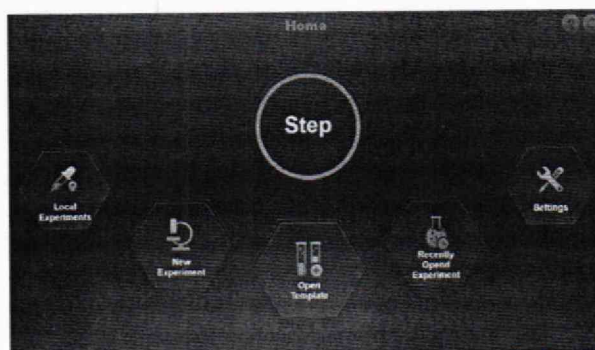 Home
Step
Local
Experiments
New
Experiment
Open
Template
Recently
Opend
Experiment
Settings